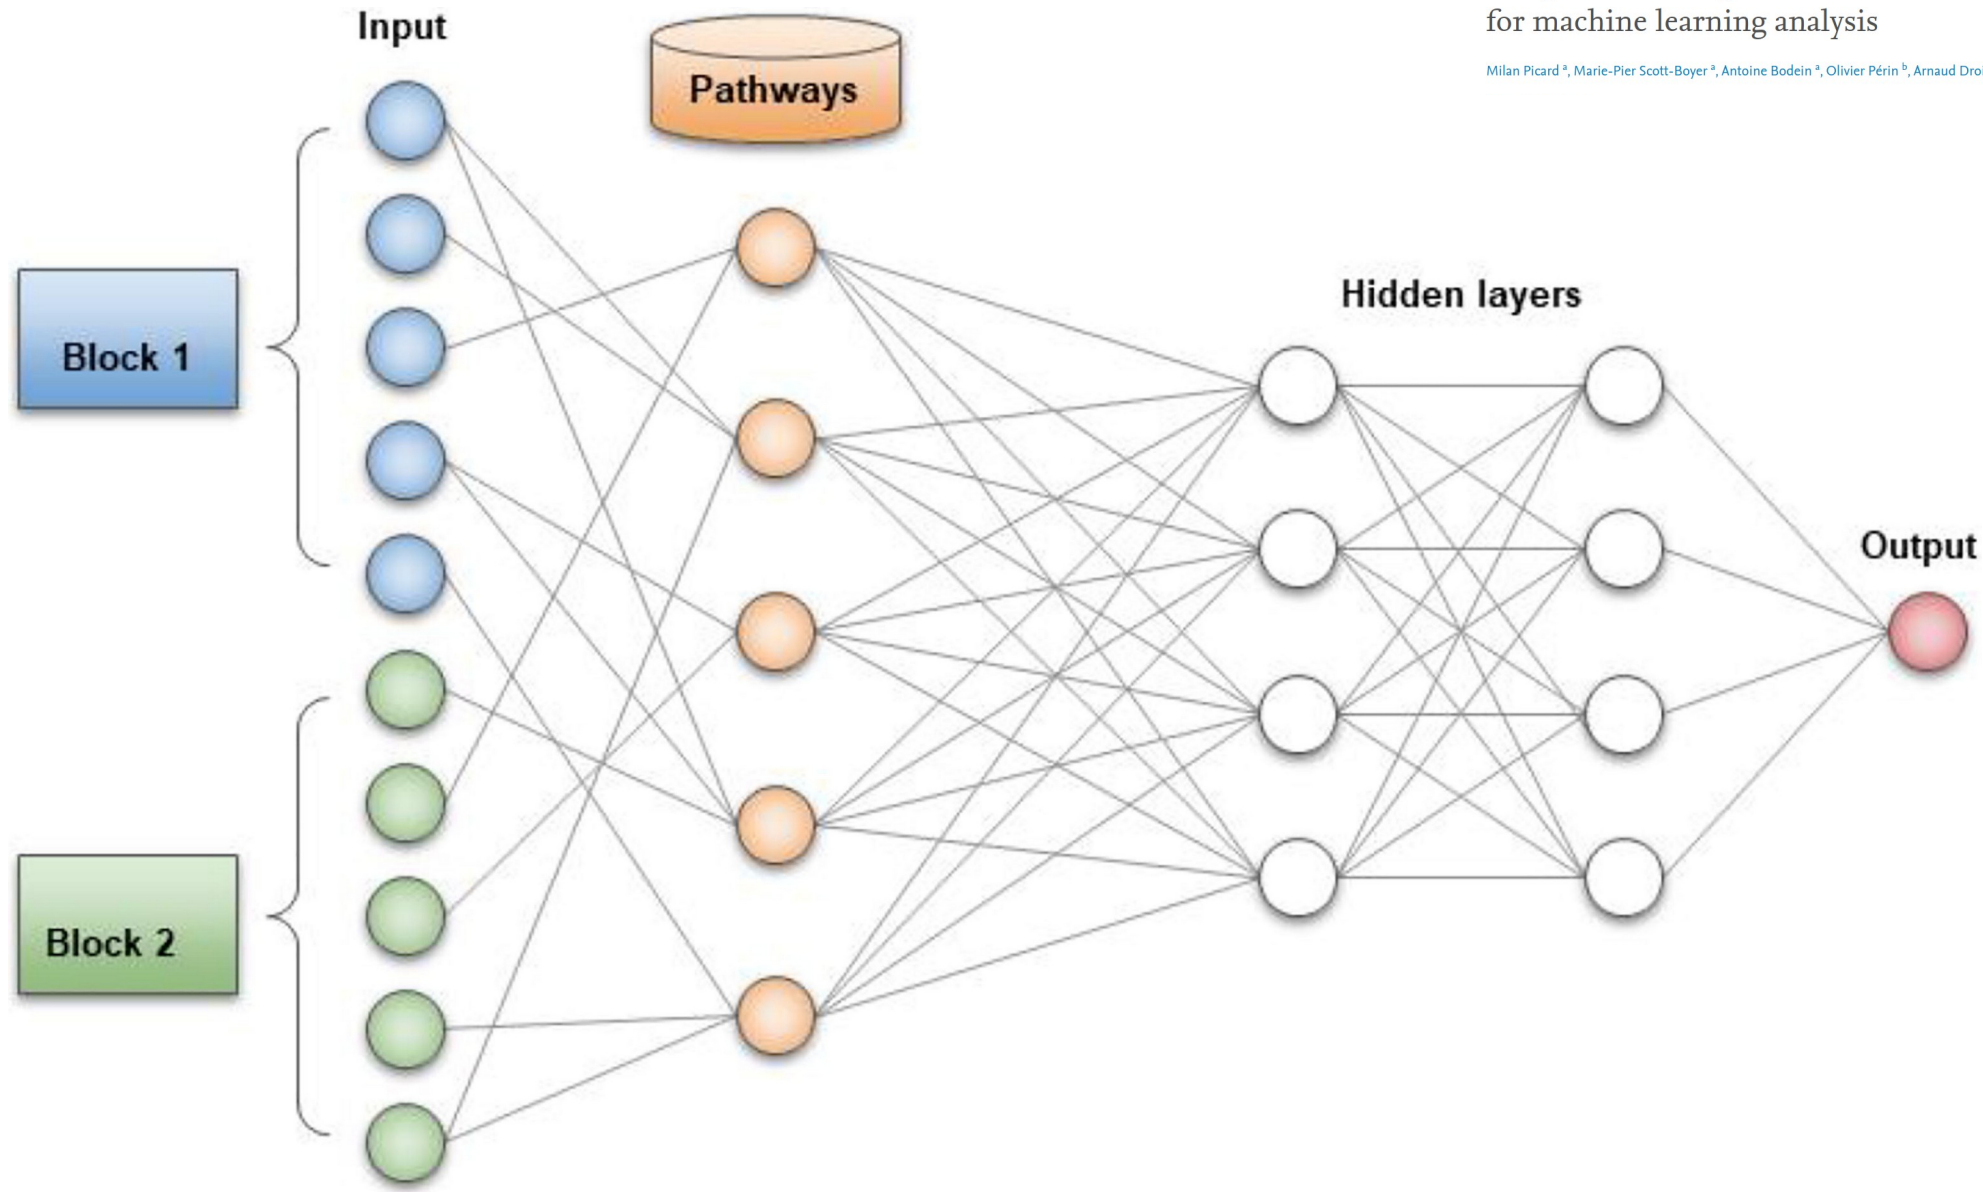 for machine learning analysis
Milan Picard a, Marie-Pier Scott-Boyer a, Antoine Bodein a, Olivier Périn b, Arnaud
Input
Pathways
Block 1
Hidden layers
Output
Block 2